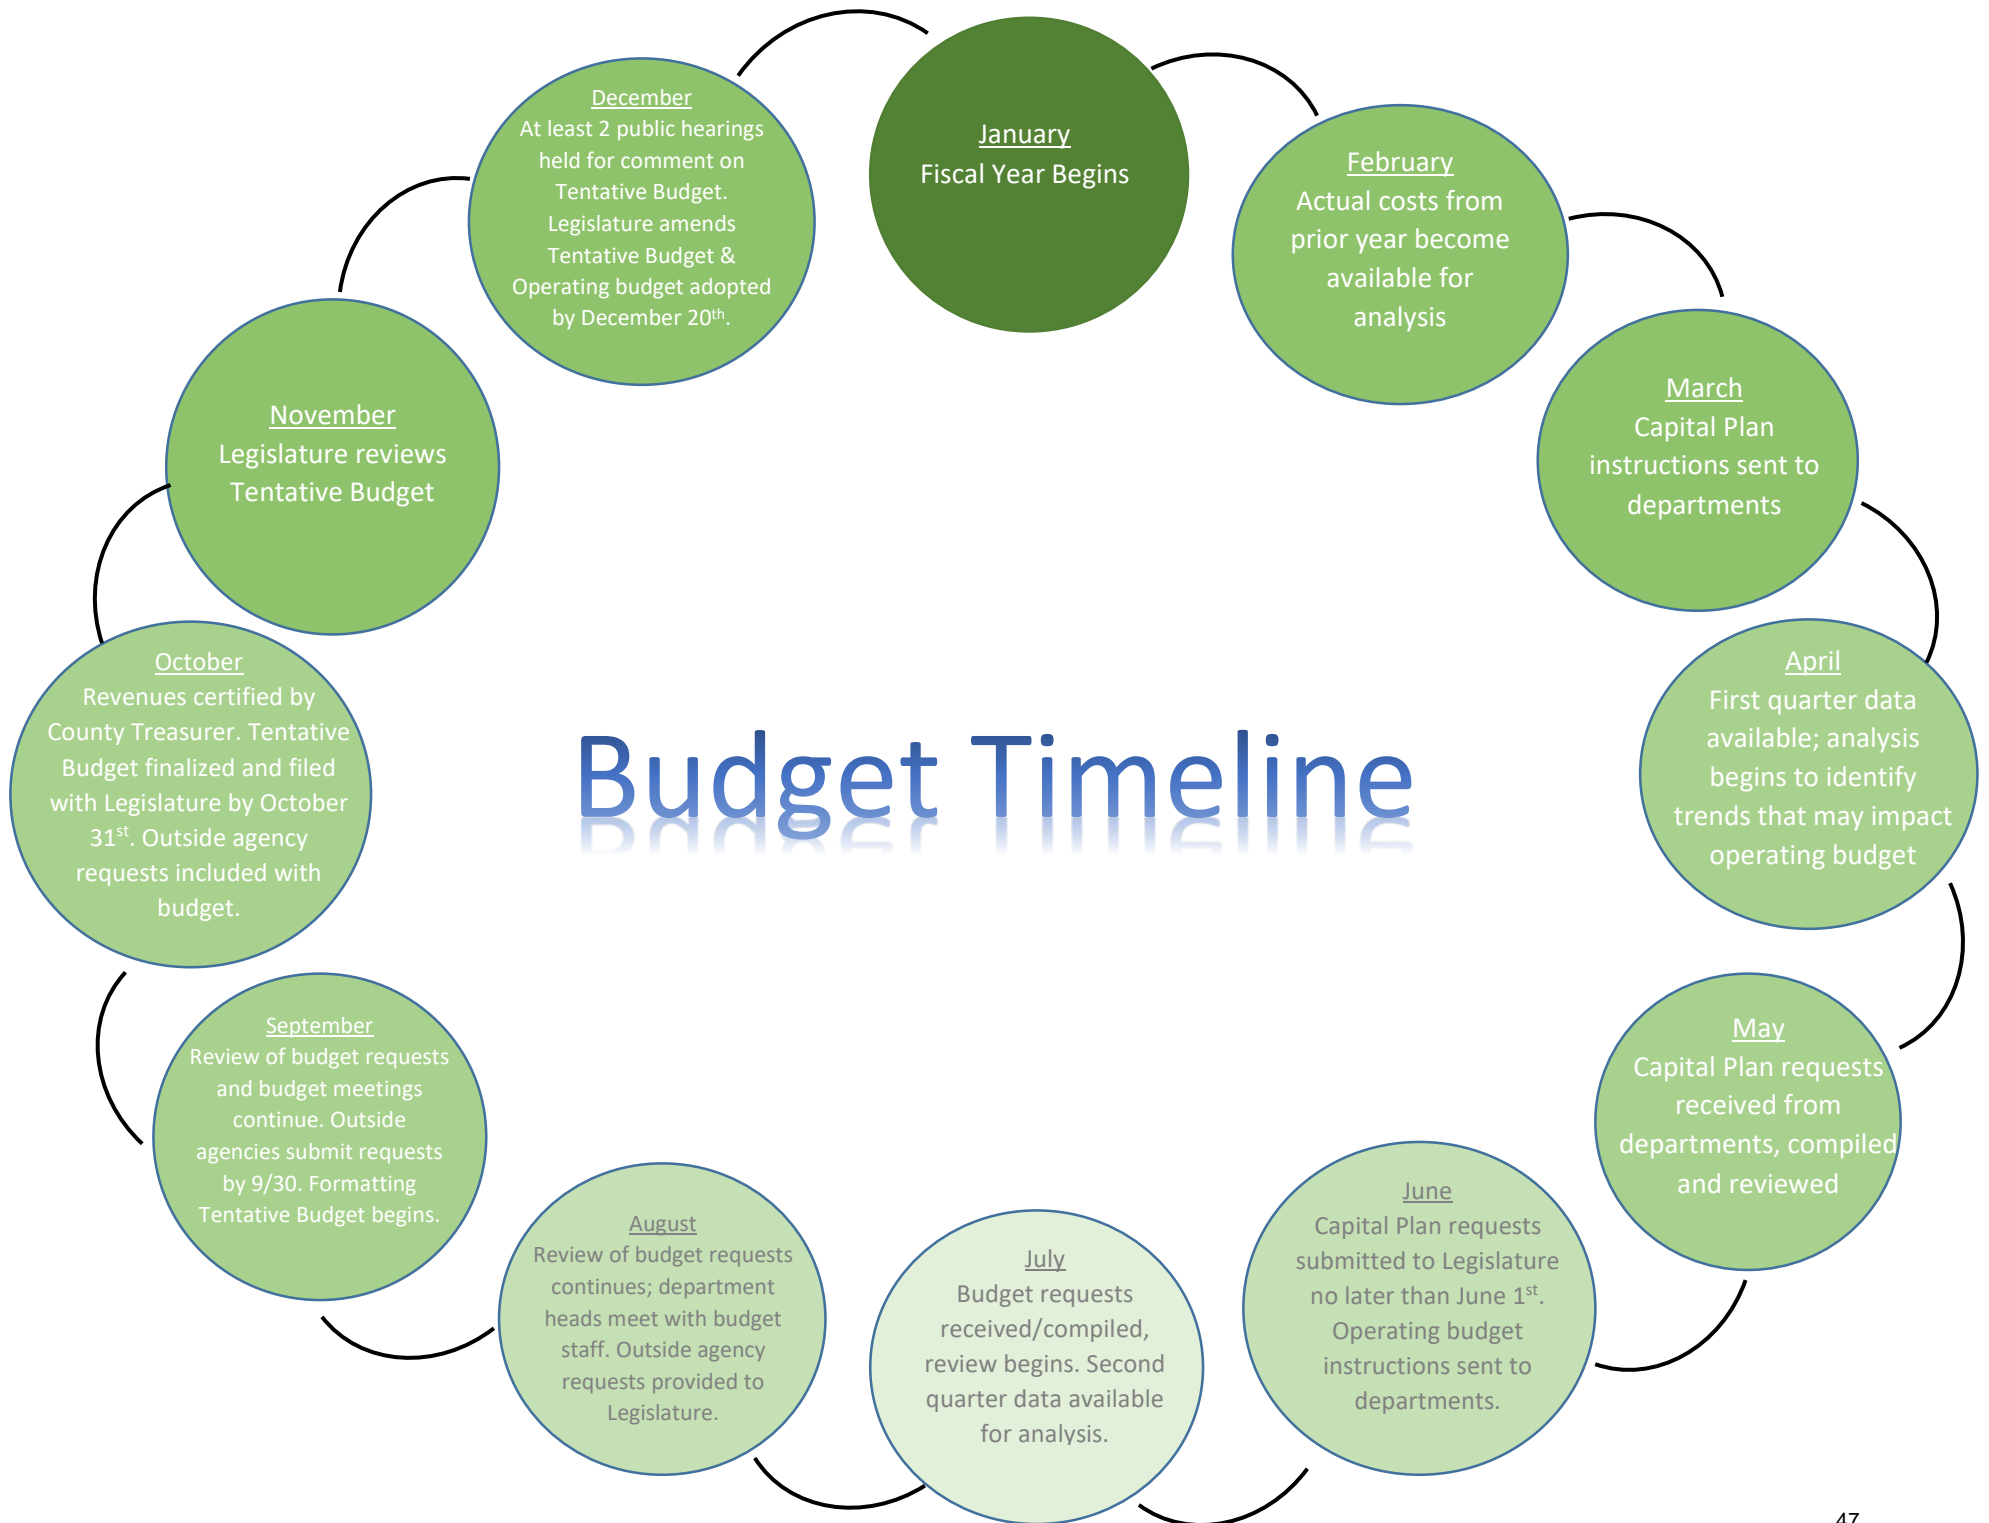 January
Fiscal Year Begins
February
Actual costs from
prior year become
available for
analysis
March
Capital Plan
instructions sent to
departments
April
First quarter data
available; analysis
begins to identify
trends that may impact
operating budget
May
Capital Plan requests
received from
departments, compiled
and reviewed
June
Capital Plan requests
submitted to Legislature
no later than June 1st.
Operating budget
instructions sent to
departments.
July
Budget requests
received/compiled,
review begins. Second
quarter data available
for analysis.
August
Review of budget requests
continues; department
heads meet with budget
staff. Outside agency
requests provided to
Legislature.
September
Review of budget requests
and budget meetings
continue. Outside
agencies submit requests
by 9/30. Formatting
Tentative Budget begins.
October
Revenues certified by
County Treasurer. Tentative
Budget finalized and filed
with Legislature by October
31st. Outside agency
requests included with
budget.
November
Legislature reviews
Tentative Budget
December
At least 2 public hearings
held for comment on
Tentative Budget.
Legislature amends
Tentative Budget &
Operating budget adopted
by December 20th.
Budget Timeline
47